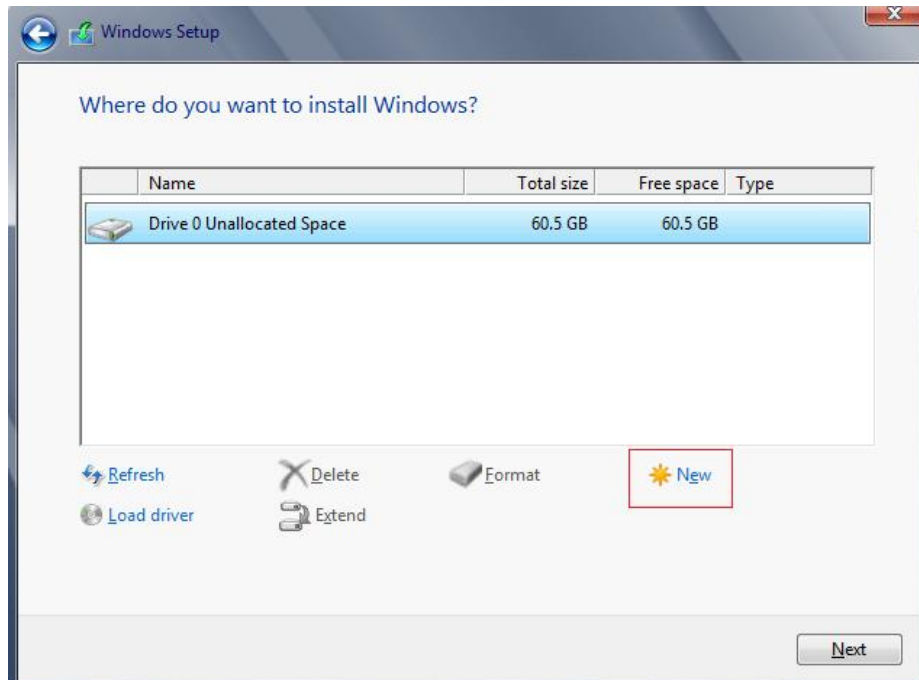 Windows Setup
Where do you want to install Windows?
Name Total size Free space Type
Drive 0 Unallocated Space 60.5 GB 60.5 GB
Refresh Delete Format New
Load driver Extend
Next